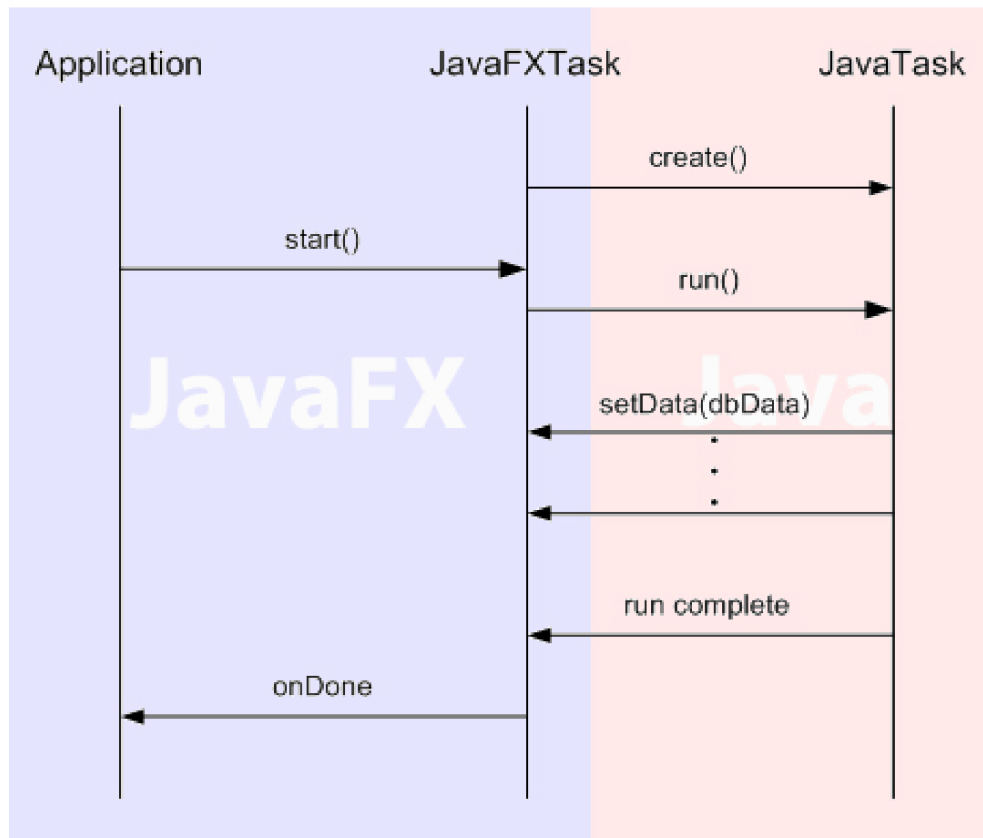 Application JavaFXTask JavaTask
create()
start()
run()
JavaFX Java
setData(dbData)
run complete
onDone